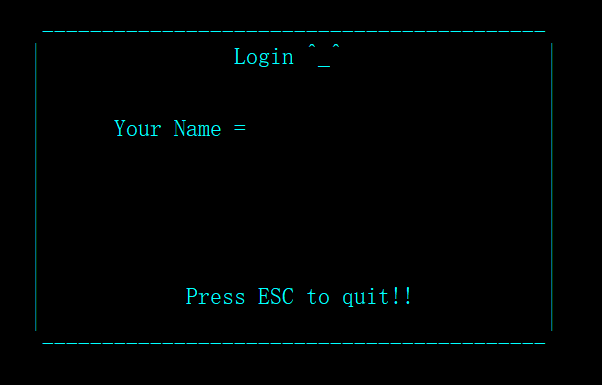 Login ^_^
Your Name =
Press ESC to quit!!